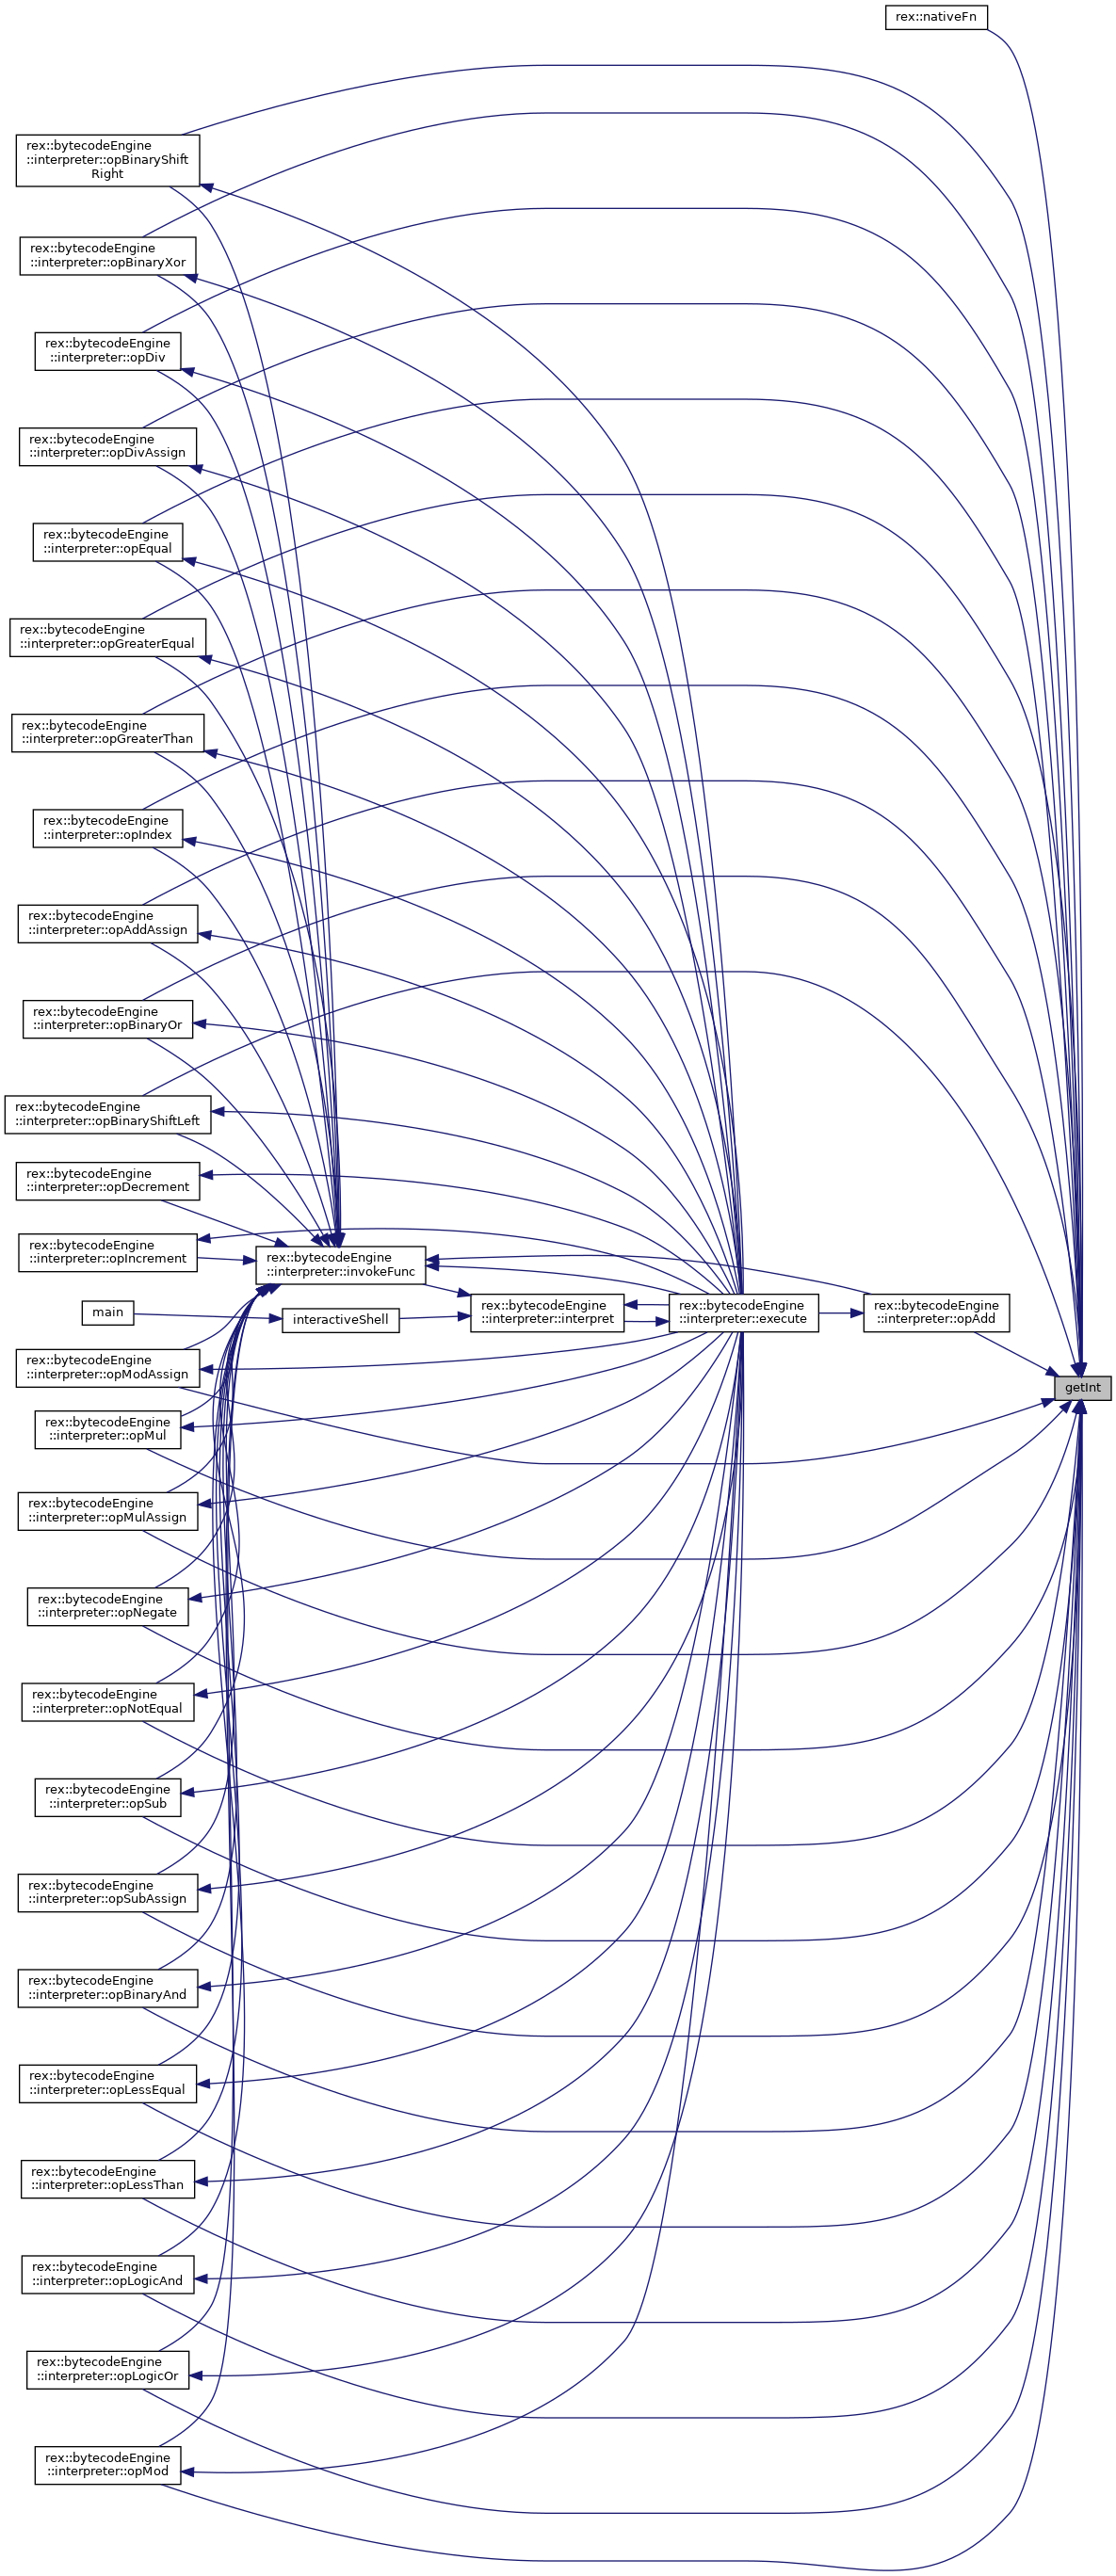 rex::nativeFn
rex::bytecodeEngine
::interpreter::opBinaryShift
Right
rex::bytecodeEngine
::interpreter::opBinaryXor
rex::bytecodeEngine
::interpreter::opDiv
rex::bytecodeEngine
::interpreter::opDivAssign
rex::bytecodeEngine
::interpreter::opEqual
rex::bytecodeEngine
::interpreter::opGreaterEqual
rex::bytecodeEngine
::interpreter::opGreaterThan
rex::bytecodeEngine
::interpreter::opIndex
rex::bytecodeEngine
::interpreter::opAddAssign
rex::bytecodeEngine
::interpreter::opBinaryOr
rex::bytecodeEngine
::interpreter::opBinaryShiftLeft
rex::bytecodeEngine
::interpreter::opDecrement
rex::bytecodeEngine
::interpreter::opIncrement
rex::bytecodeEngine
::interpreter::invokeFunc
main
interactiveShell
rex::bytecodeEngine
::interpreter::interpret
rex::bytecodeEngine
::interpreter::execute
rex::bytecodeEngine
::interpreter::opAdd
getInt
rex::bytecodeEngine
::interpreter::opModAssign
rex::bytecodeEngine
::interpreter::opMul
rex::bytecodeEngine
::interpreter::opMulAssign
rex::bytecodeEngine
::interpreter::opNegate
rex::bytecodeEngine
::interpreter::opNotEqual
rex::bytecodeEngine
::interpreter::opSub
rex::bytecodeEngine
::interpreter::opSubAssign
rex::bytecodeEngine
::interpreter::opBinaryAnd
rex::bytecodeEngine
::interpreter::opLessEqual
rex::bytecodeEngine
::interpreter::opLessThan
rex::bytecodeEngine
::interpreter::opLogicAnd
rex::bytecodeEngine
::interpreter::opLogicOr
rex::bytecodeEngine
::interpreter::opMod